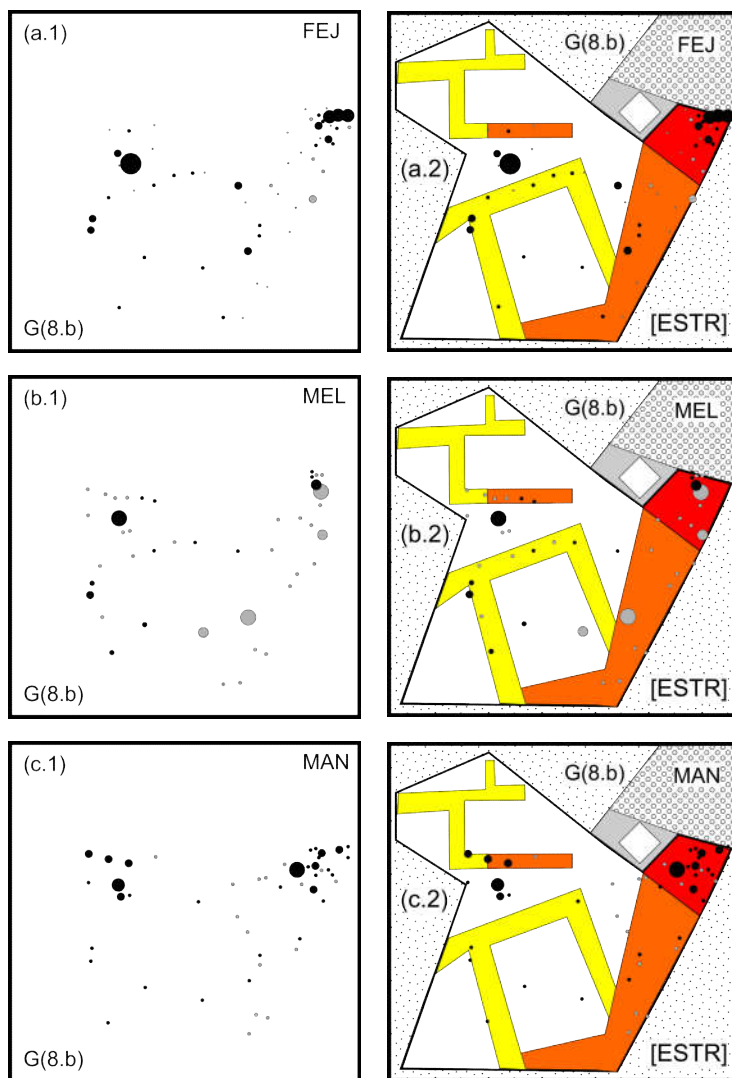 (a.1) FEJ
G(8.b)
G(8.b) FEJ
(a.2)
[ESTR]
(b.1) MEL
G(8.b)
G(8.b) MEL
(b.2)
[ESTR]
(c.1) MAN
G(8.b)
G(8.b) MAN
(c.2)
[ESTR]